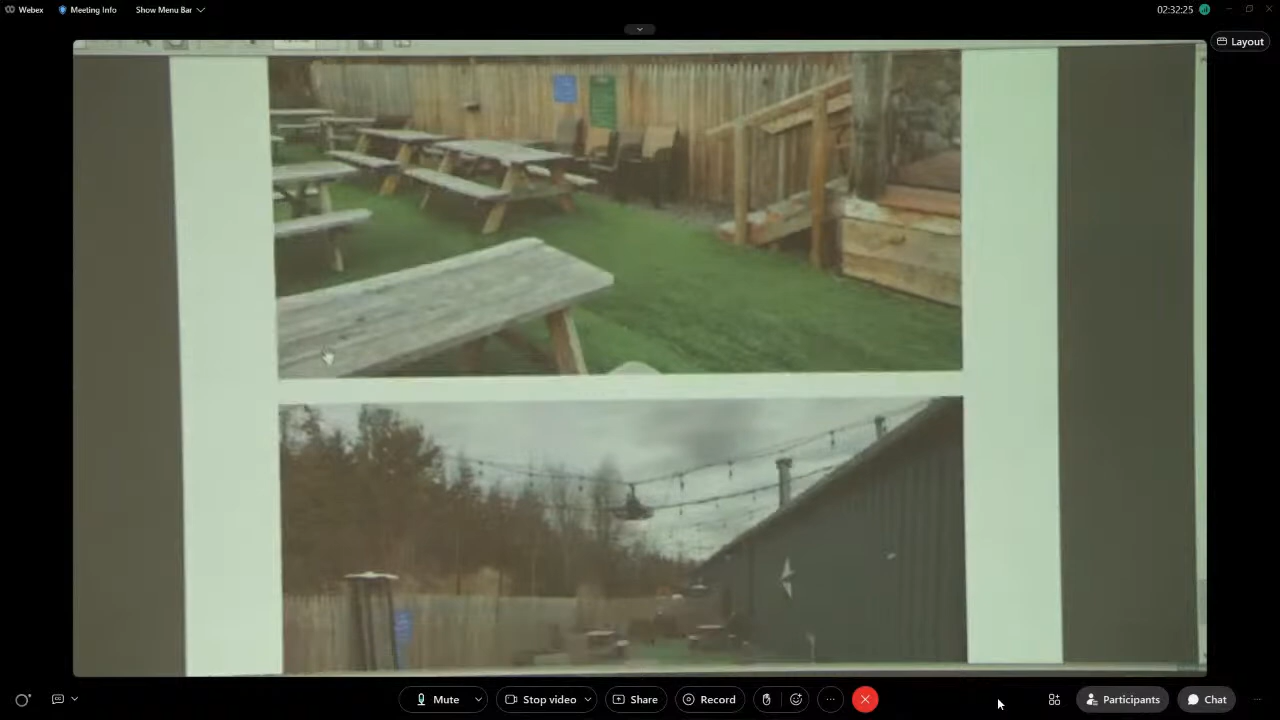 Webex
Meeting Info
Show Menu Bar
02:32:25
Layout
Mute
Stop video
Share
Record
Participants
Chat